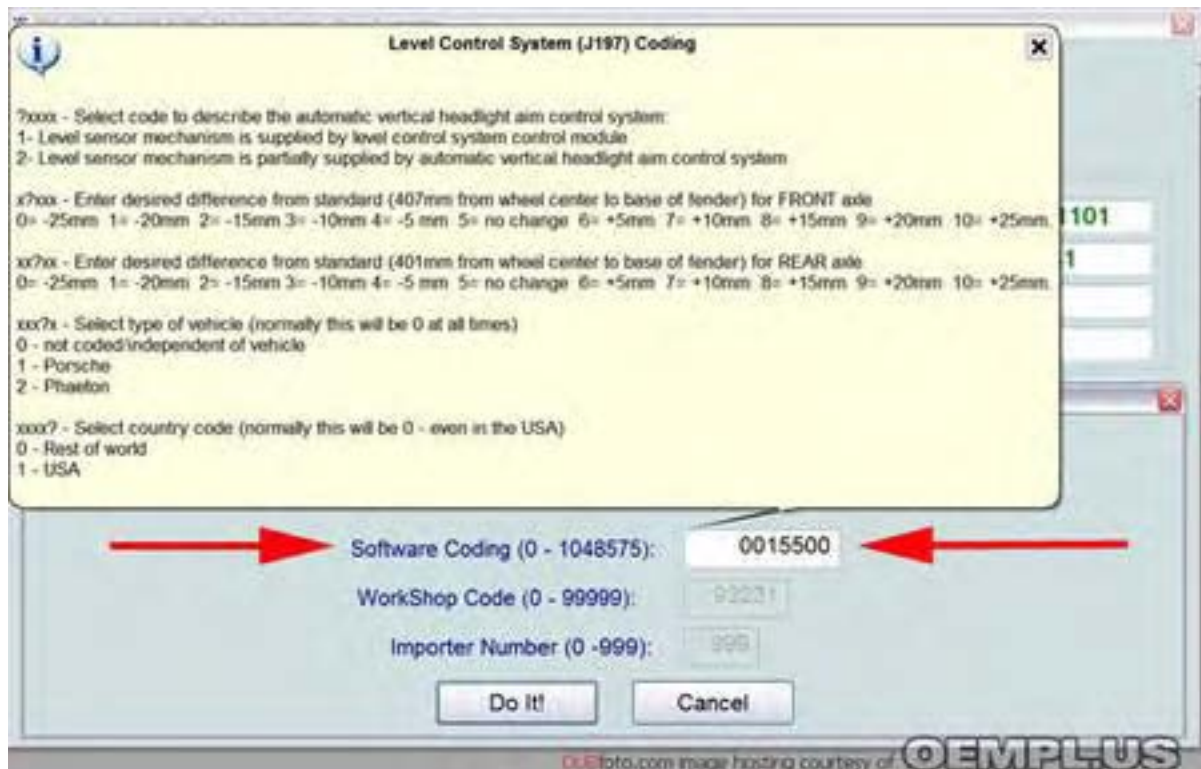 Level Control System (J197) Coding
?xxxx - Select code to describe the automatic vertical headlight aim control system:
1- Level sensor mechanism is supplied by level control system control module
2- Level sensor mechanism is partially supplied by automatic vertical headlight aim control system
x?xxx - Enter desired difference from standard (407mm from wheel center to base of fender) for FRONT axle
0= -25mm 1= -20mm 2= -15mm 3= -10mm 4= -5 mm 5= no change 6= +5mm 7= +10mm 8= +15mm 9= +20mm 10= +25mm.
xx?xx - Enter desired difference from standard (401mm from wheel center to base of fender) for REAR axle
0= -25mm 1= -20mm 2= -15mm 3= -10mm 4= -5 mm 5= no change 6= +5mm 7= +10mm 8= +15mm 9= +20mm 10= +25mm.
xxx?x - Select type of vehicle (normally this will be 0 at all times)
0 - not coded/independent of vehicle
1 - Porsche
2 - Phaeton
xxxx? - Select country code (normally this will be 0 - even in the USA)
0 - Rest of world
1 - USA
1101
1
Software Coding (0 - 1048575): 0015500
WorkShop Code (0 - 99999): 93231
Importer Number (0 -999): 999
Do It! Cancel
DUBfoto.com image hosting courtesy of OEMPLUS